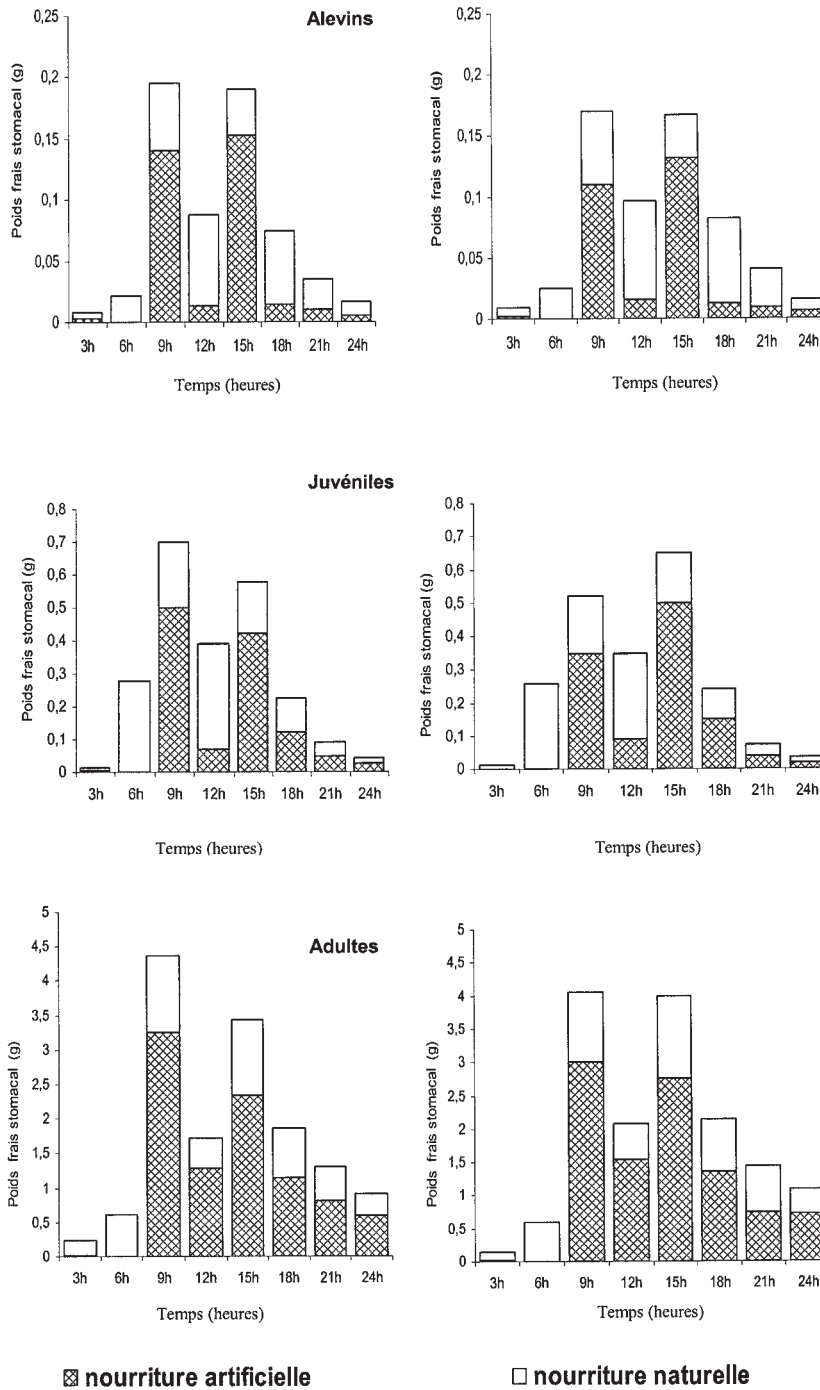 Alevins
Poids frais stomacal (g)
0,25
0,2
0,15
0,1
0,05
0
3h 6h 9h 12h 15h 18h 21h 24h
Temps (heures)
Poids frais stomacal (g)
0,25
0,2
0,15
0,1
0,05
0
3h 6h 9h 12h 15h 18h 21h 24h
Temps (heures)
Juvéniles
Poids frais stomacal (g)
0,8
0,7
0,6
0,5
0,4
0,3
0,2
0,1
0
3h 6h 9h 12h 15h 18h 21h 24h
Temps (heures)
Poids frais stomacal (g)
0,8
0,7
0,6
0,5
0,4
0,3
0,2
0,1
0
3h 6h 9h 12h 15h 18h 21h 24h
Temps (heures)
Adultes
Poids frais stomacal (g)
5
4,5
4
3,5
3
2,5
2
1,5
1
0,5
0
3h 6h 9h 12h 15h 18h 21h 24h
Temps (heures)
Poids frais stomacal (g)
5
4,5
4
3,5
3
2,5
2
1,5
1
0,5
0
3h 6h 9h 12h 15h 18h 21h 24h
Temps (heures)
nourriture artificielle
nourriture naturelle